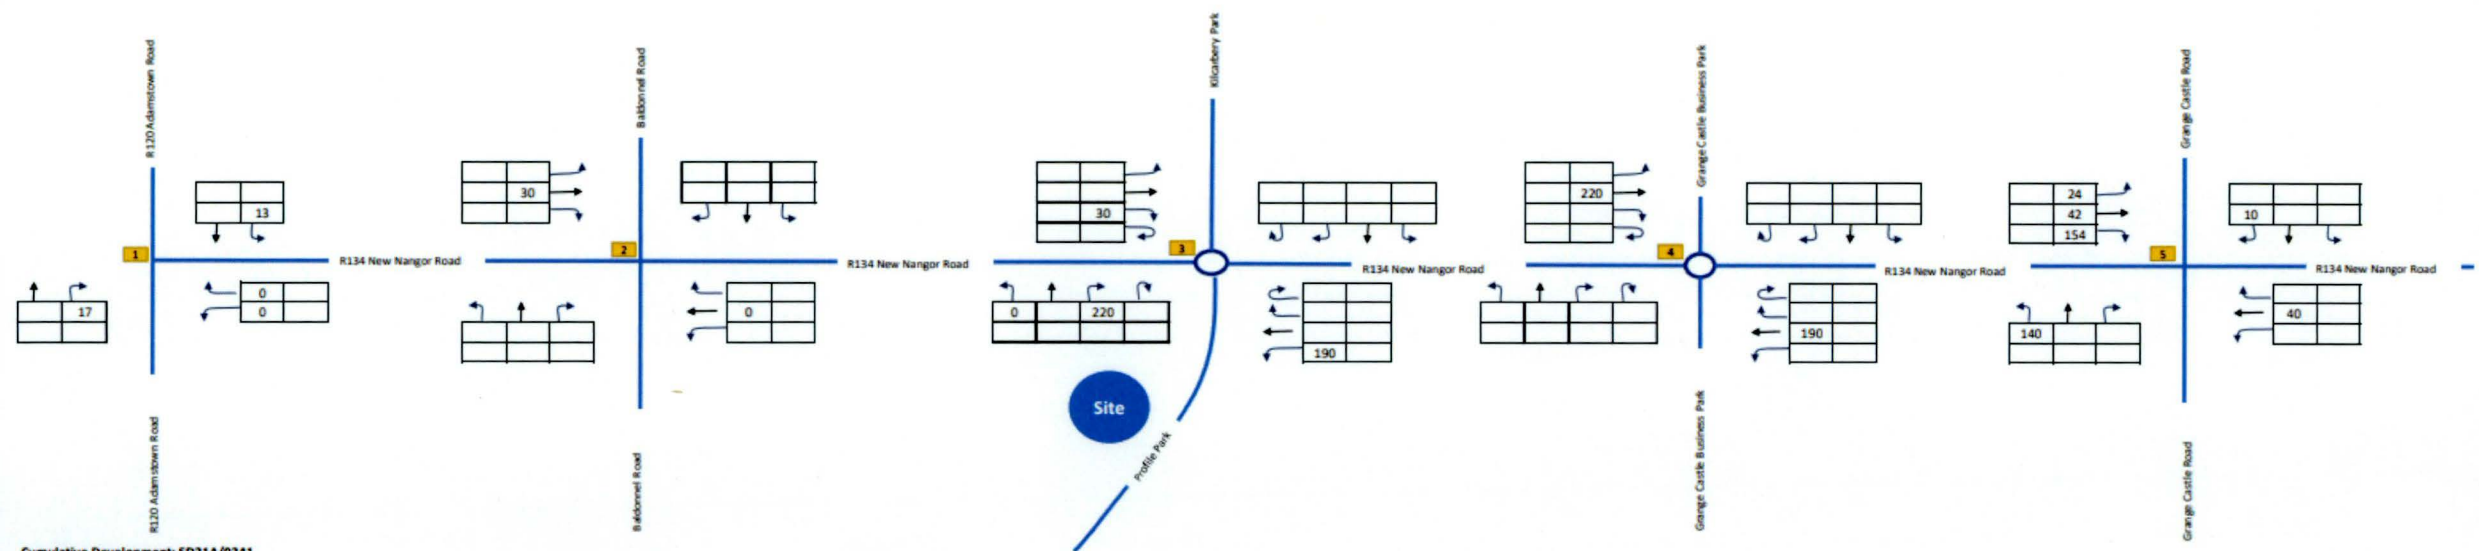 R120 Adamstown Road
Baldonnel Road
Kilcarbery Park
Grange Castle Business Park
Grange Castle Road
13
30
30
220
24
42
154
10
1
2
3
4
5
R134 New Nangor Road
R134 New Nangor Road
R134 New Nangor Road
R134 New Nangor Road
R134 New Nangor Road
17
0
0
0
0
220
190
190
140
40
Site
Profile Park
R120 Adamstown Road
Baldonnel Road
Grange Castle Business Park
Grange Castle Road